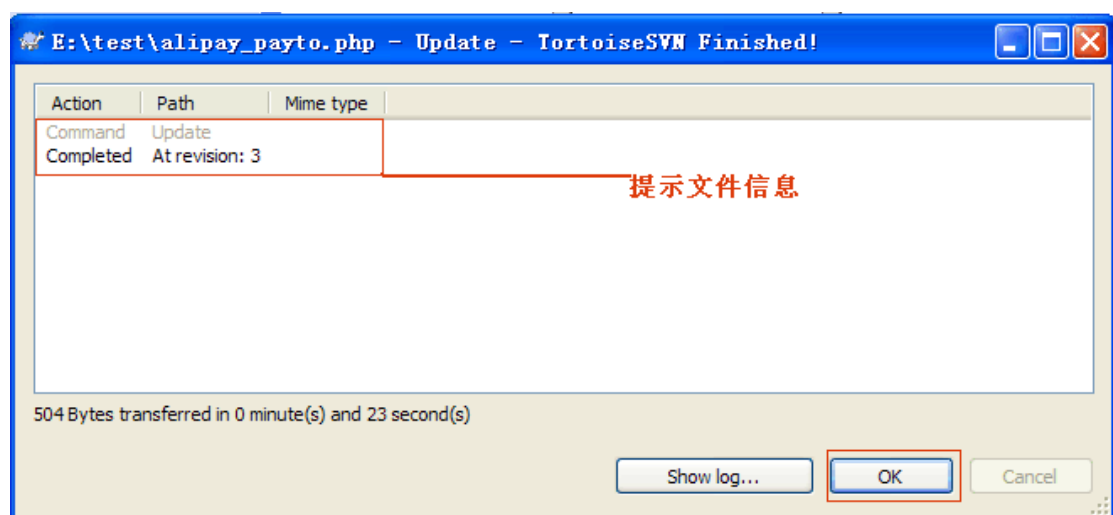 E:\test\alipay_payto.php - Update - TortoiseSVN Finished!
Action Path Mime type
Command Update
Completed At revision: 3
提示文件信息
504 Bytes transferred in 0 minute(s) and 23 second(s)
Show log... OK Cancel